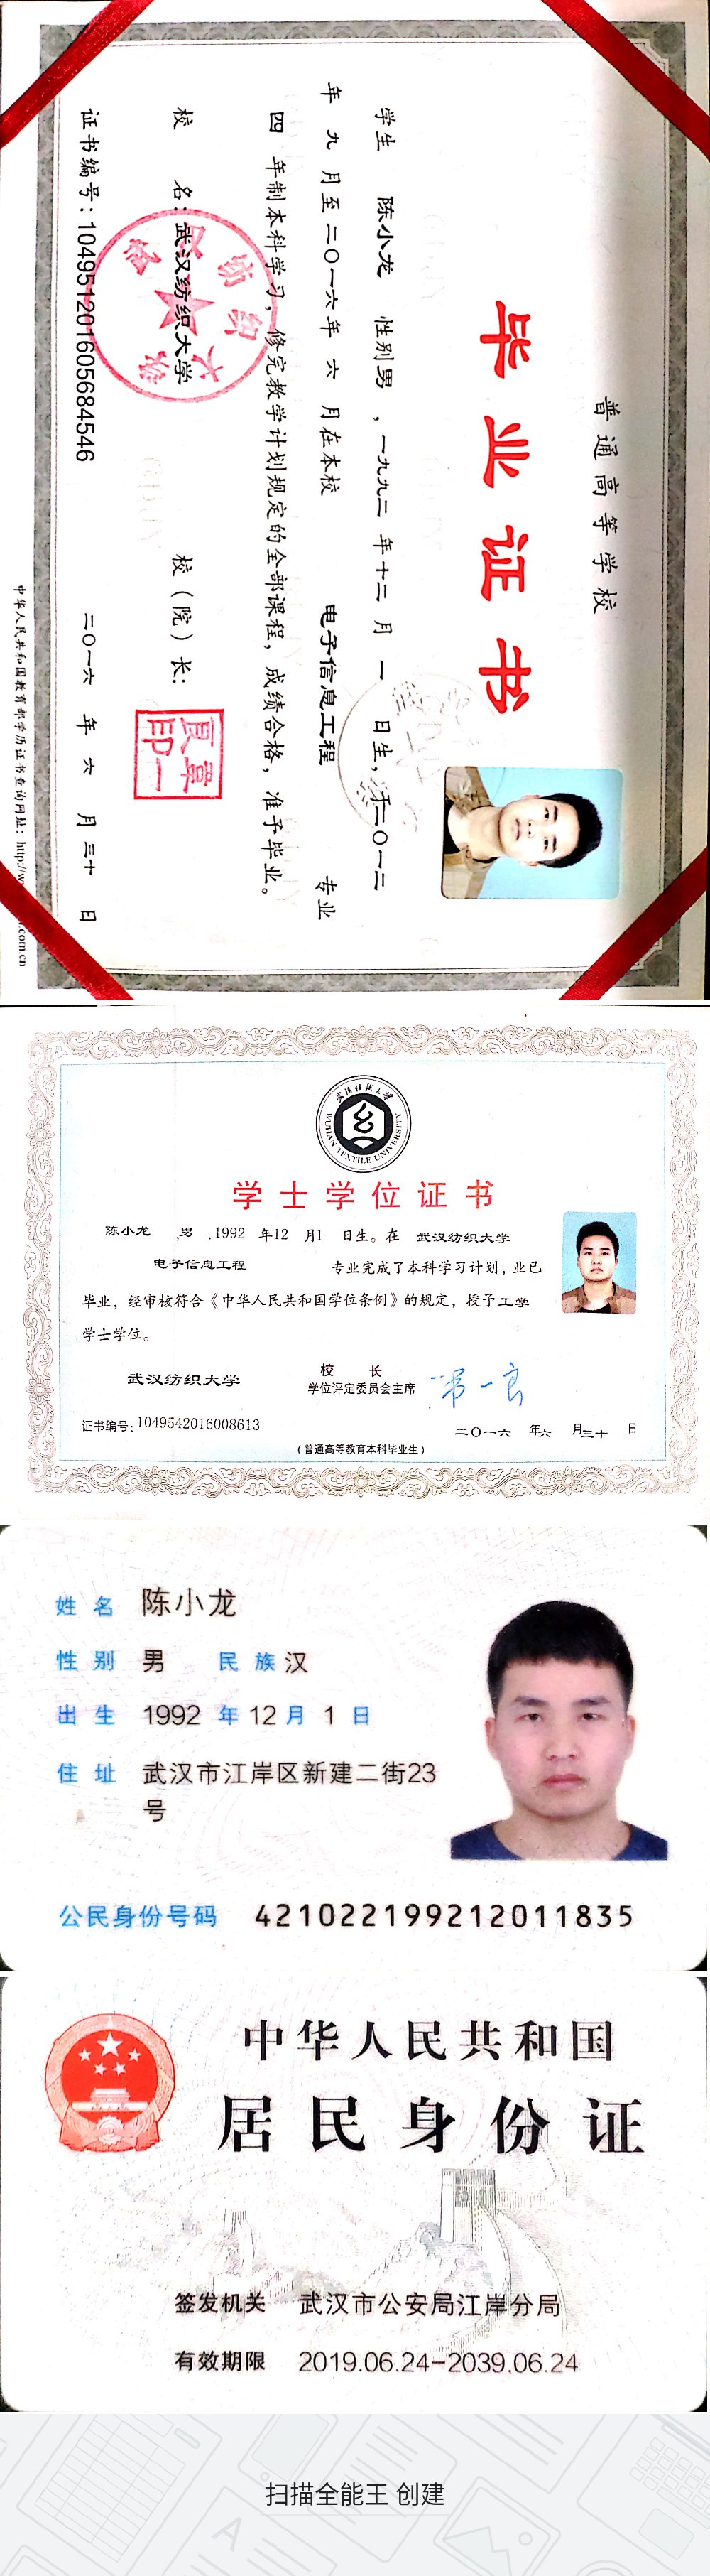 普通高等学校
毕业证书
学生 陈小龙 性别男，一九九二年十二月一日生，于二〇一二
年九月至二〇一六年六月在本校 电子信息工程 专业
四年制本科学习，修完教学计划规定的全部课程，成绩合格，准予毕业。
校名：武汉纺织大学 校（院）长：
证书编号：104951201605684546 二〇一六年六月三十日
中华人民共和国教育部学历证书查询网址：http://w
.com.cn
武汉纺织大学
WUHAN TEXTILE UNIVERSITY
学士学位证书
陈小龙 ,男 ,1992 年12 月1 日生。在 武汉纺织大学
电子信息工程 专业完成了本科学习计划，业已
毕业，经审核符合《中华人民共和国学位条例》的规定，授予工学
学士学位。
武汉纺织大学 校长
学位评定委员会主席
证书编号：1049542016008613 二〇一六年六月三十日
（普通高等教育本科毕业生）
姓名 陈小龙
性别 男 民族 汉
出生 1992 年 12 月 1 日
住址 武汉市江岸区新建二街23
号
公民身份号码 421022199212011835
中华人民共和国
居民身份证
签发机关 武汉市公安局江岸分局
有效期限 2019.06.24-2039.06.24
扫描全能王 创建